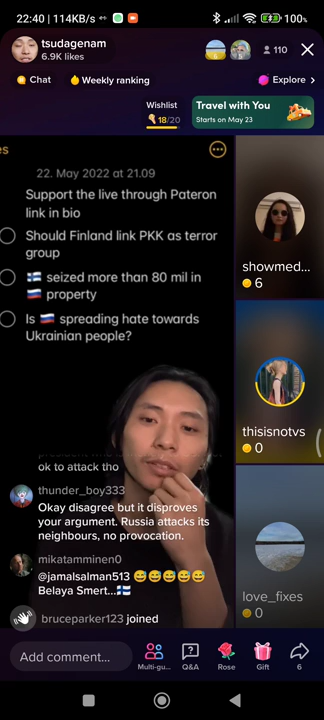 22:40 | 114KB/s
100%
tsudagenam
6.9K likes
110
Chat
Weekly ranking
Explore >
Wishlist
18/20
Travel with You
Starts on May 23
es
22. May 2022 at 21.09
Support the live through Pateron
link in bio
Should Finland link PKK as terror
group
🇫🇮 seized more than 80 mil in
🇷🇺 property
Is 🇷🇺 spreading hate towards
Ukrainian people?
showmed...
6
thisisnotvs
0
love_fixes
0
ok to attack tho
thunder_boy333
Okay disagree but it disproves
your argument. Russia attacks its
neighbours, no provocation.
mikatamminen0
@jamalsalman513 😅😅😅😅😅
Belaya Smert...🇫🇮
bruceparker123 joined
Add comment...
Multi-gu...
Q&A
Rose
Gift
6